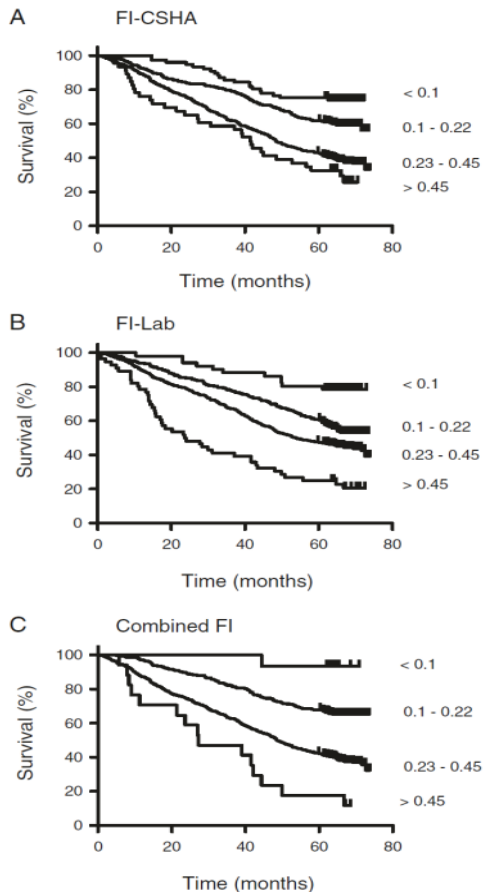 A FI-CSHA
Survival (%)
100
80
60
40
20
0
0 20 40 60 80
Time (months)
< 0.1
0.1 - 0.22
0.23 - 0.45
> 0.45
B FI-Lab
Survival (%)
100
80
60
40
20
0
0 20 40 60 80
Time (months)
< 0.1
0.1 - 0.22
0.23 - 0.45
> 0.45
C Combined FI
Survival (%)
100
80
60
40
20
0
0 20 40 60 80
Time (months)
< 0.1
0.1 - 0.22
0.23 - 0.45
> 0.45